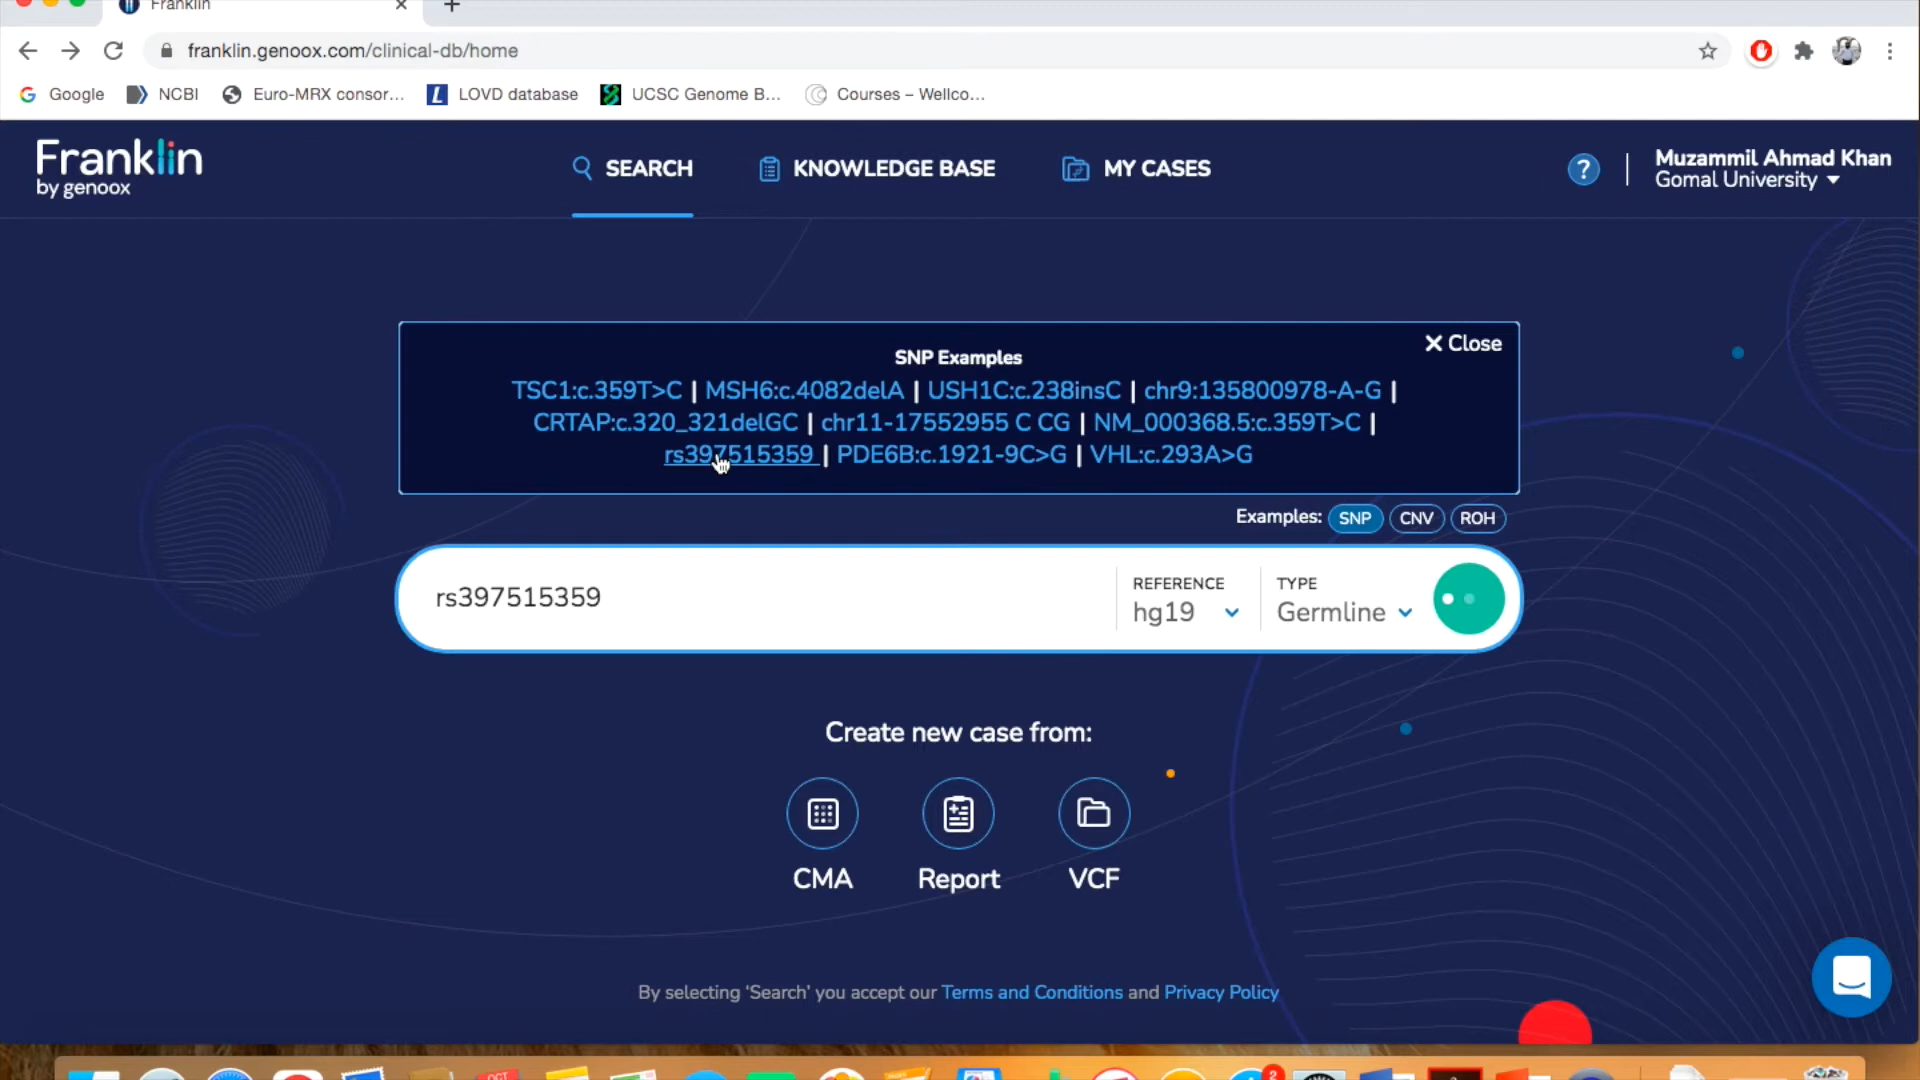 Franklin
franklin.genoox.com/clinical-db/home
Google NCBI Euro-MRX consor... LOVD database UCSC Genome B... Courses – Wellco...
Franklin
by genoox
SEARCH KNOWLEDGE BASE MY CASES
? Muzammil Ahmad Khan
Gomal University
Close
SNP Examples
TSC1:c.359T>C | MSH6:c.4082delA | USH1C:c.238insC | chr9:135800978-A-G |
CRTAP:c.320_321delGC | chr11-17552955 C CG | NM_000368.5:c.359T>C |
rs397515359 | PDE6B:c.1921-9C>G | VHL:c.293A>G
Examples: SNP CNV ROH
rs397515359
REFERENCE
hg19
TYPE
Germline
Create new case from:
CMA Report VCF
By selecting 'Search' you accept our Terms and Conditions and Privacy Policy
OCT
2